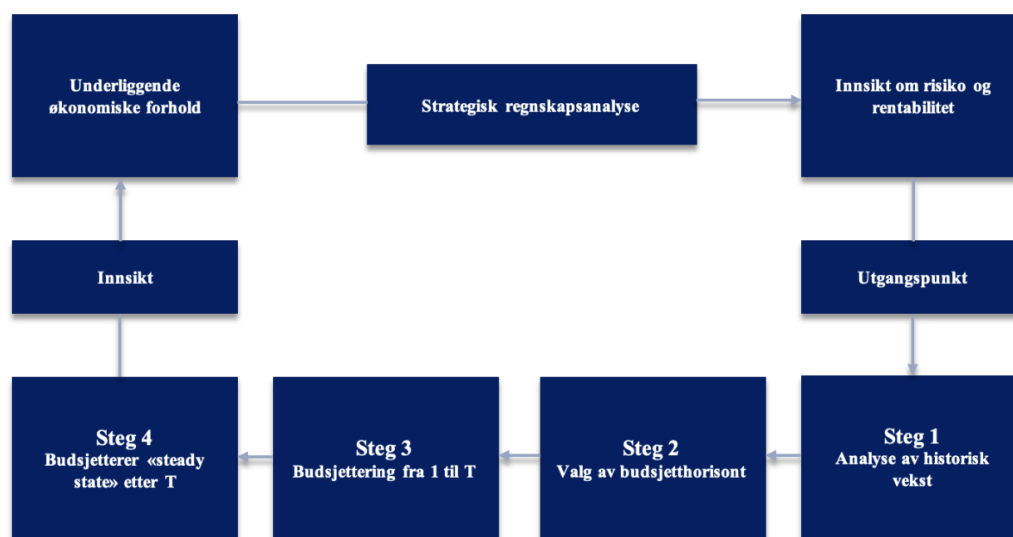 Underliggende
økonomiske forhold
Strategisk regnskapsanalyse
Innsikt om risiko og
rentabilitet
Innsikt
Utgangspunkt
Steg 4
Budsjetterer «steady
state» etter T
Steg 3
Budsjettering fra 1 til T
Steg 2
Valg av budsjetthorisont
Steg 1
Analyse av historisk
vekst